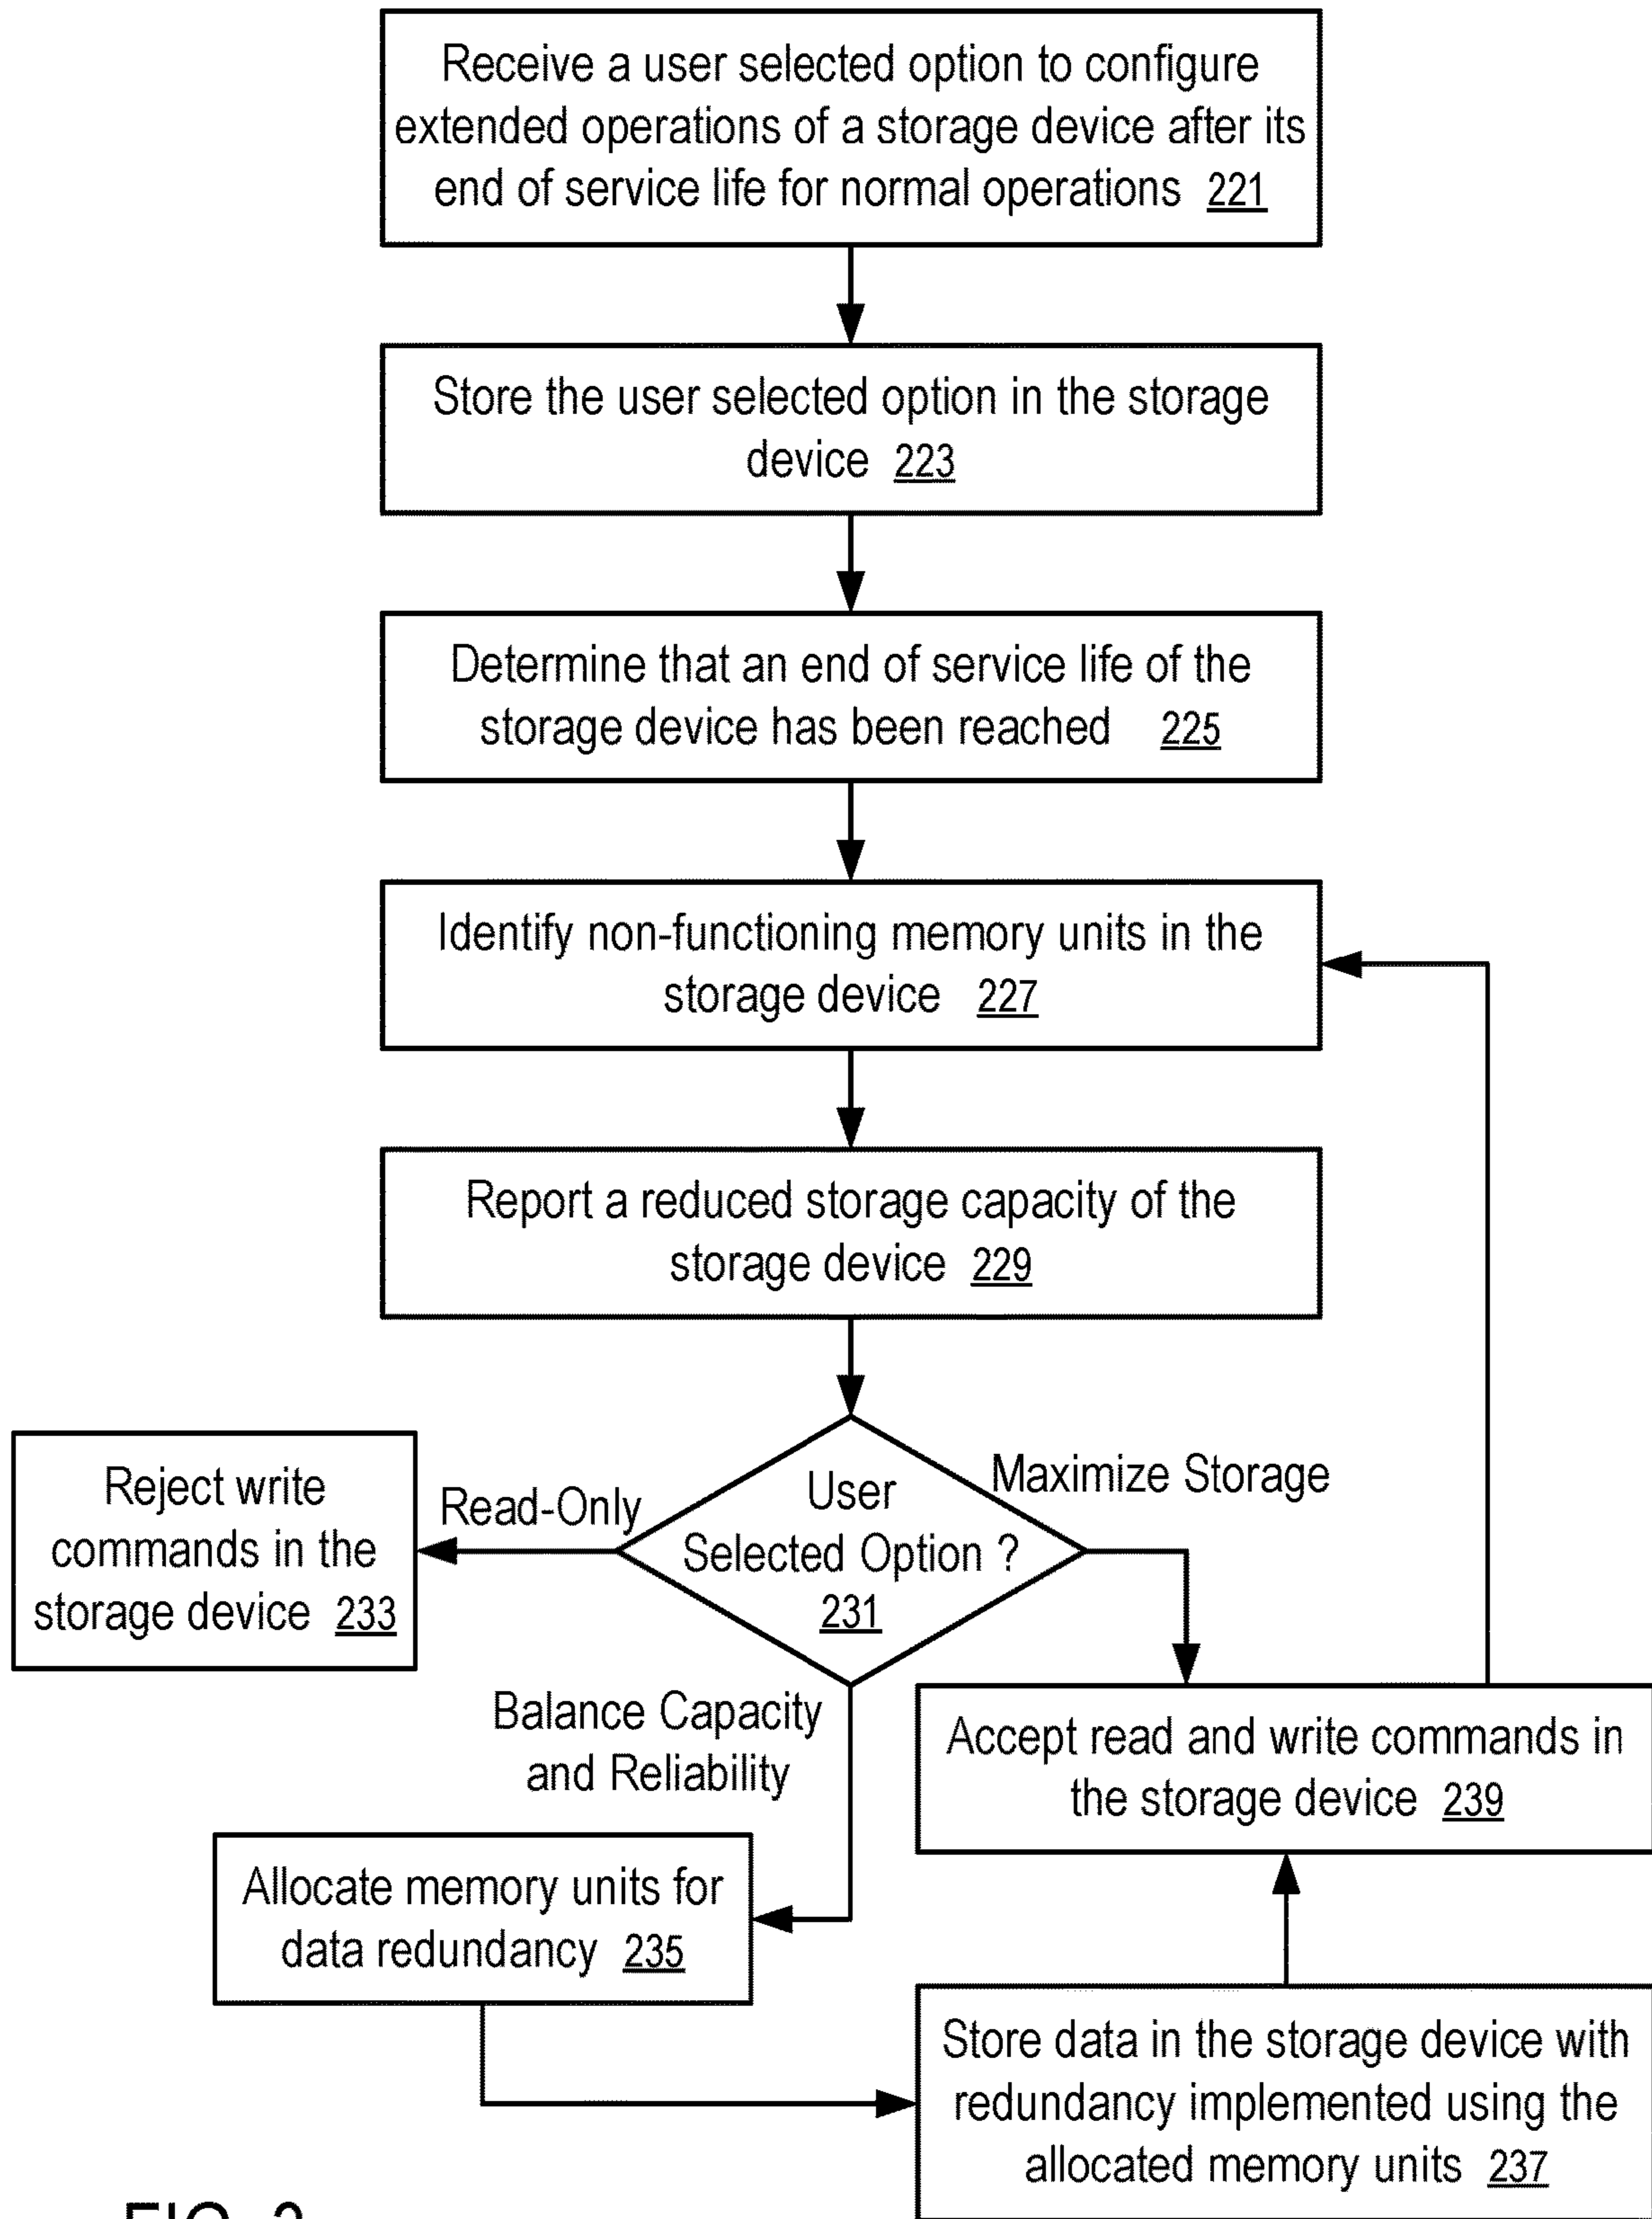 Receive a user selected option to configure
extended operations of a storage device after its
end of service life for normal operations 221
Store the user selected option in the storage
device 223
Determine that an end of service life of the
storage device has been reached 225
Identify non-functioning memory units in the
storage device 227
Report a reduced storage capacity of the
storage device 229
Reject write
commands in the
storage device 233
Read-Only
User
Selected Option ?
231
Maximize Storage
Balance Capacity
and Reliability
Accept read and write commands in
the storage device 239
Allocate memory units for
data redundancy 235
Store data in the storage device with
redundancy implemented using the
allocated memory units 237